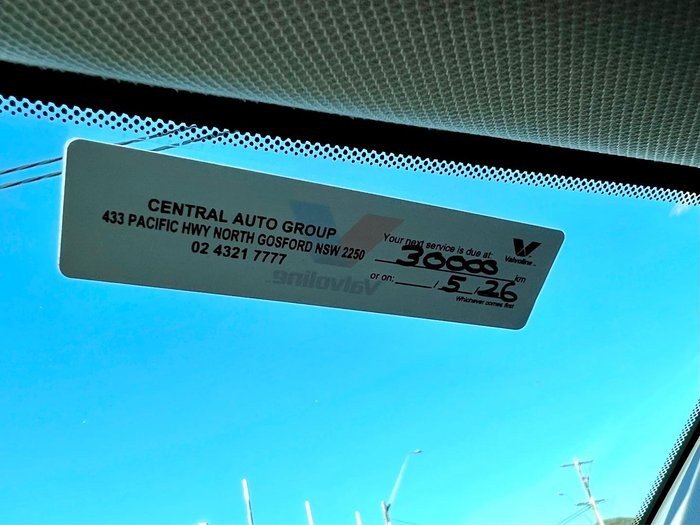 CENTRAL AUTO GROUP
433 PACIFIC HWY NORTH GOSFORD NSW 2250
02 4321 7777
Valvoline
Your next service is due at:
30000 km
or on: / 5 / 26
Whichever comes first
Valvoline